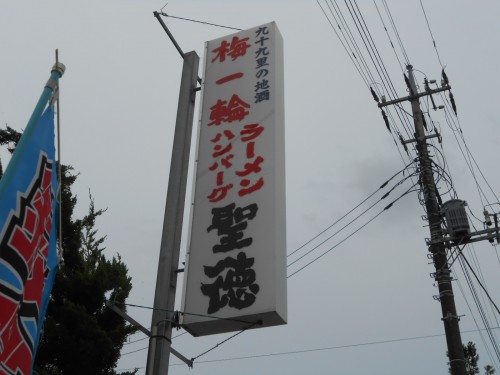 九十九里の地酒
梅一輪
ラーメン
ハンバーグ
聖徳